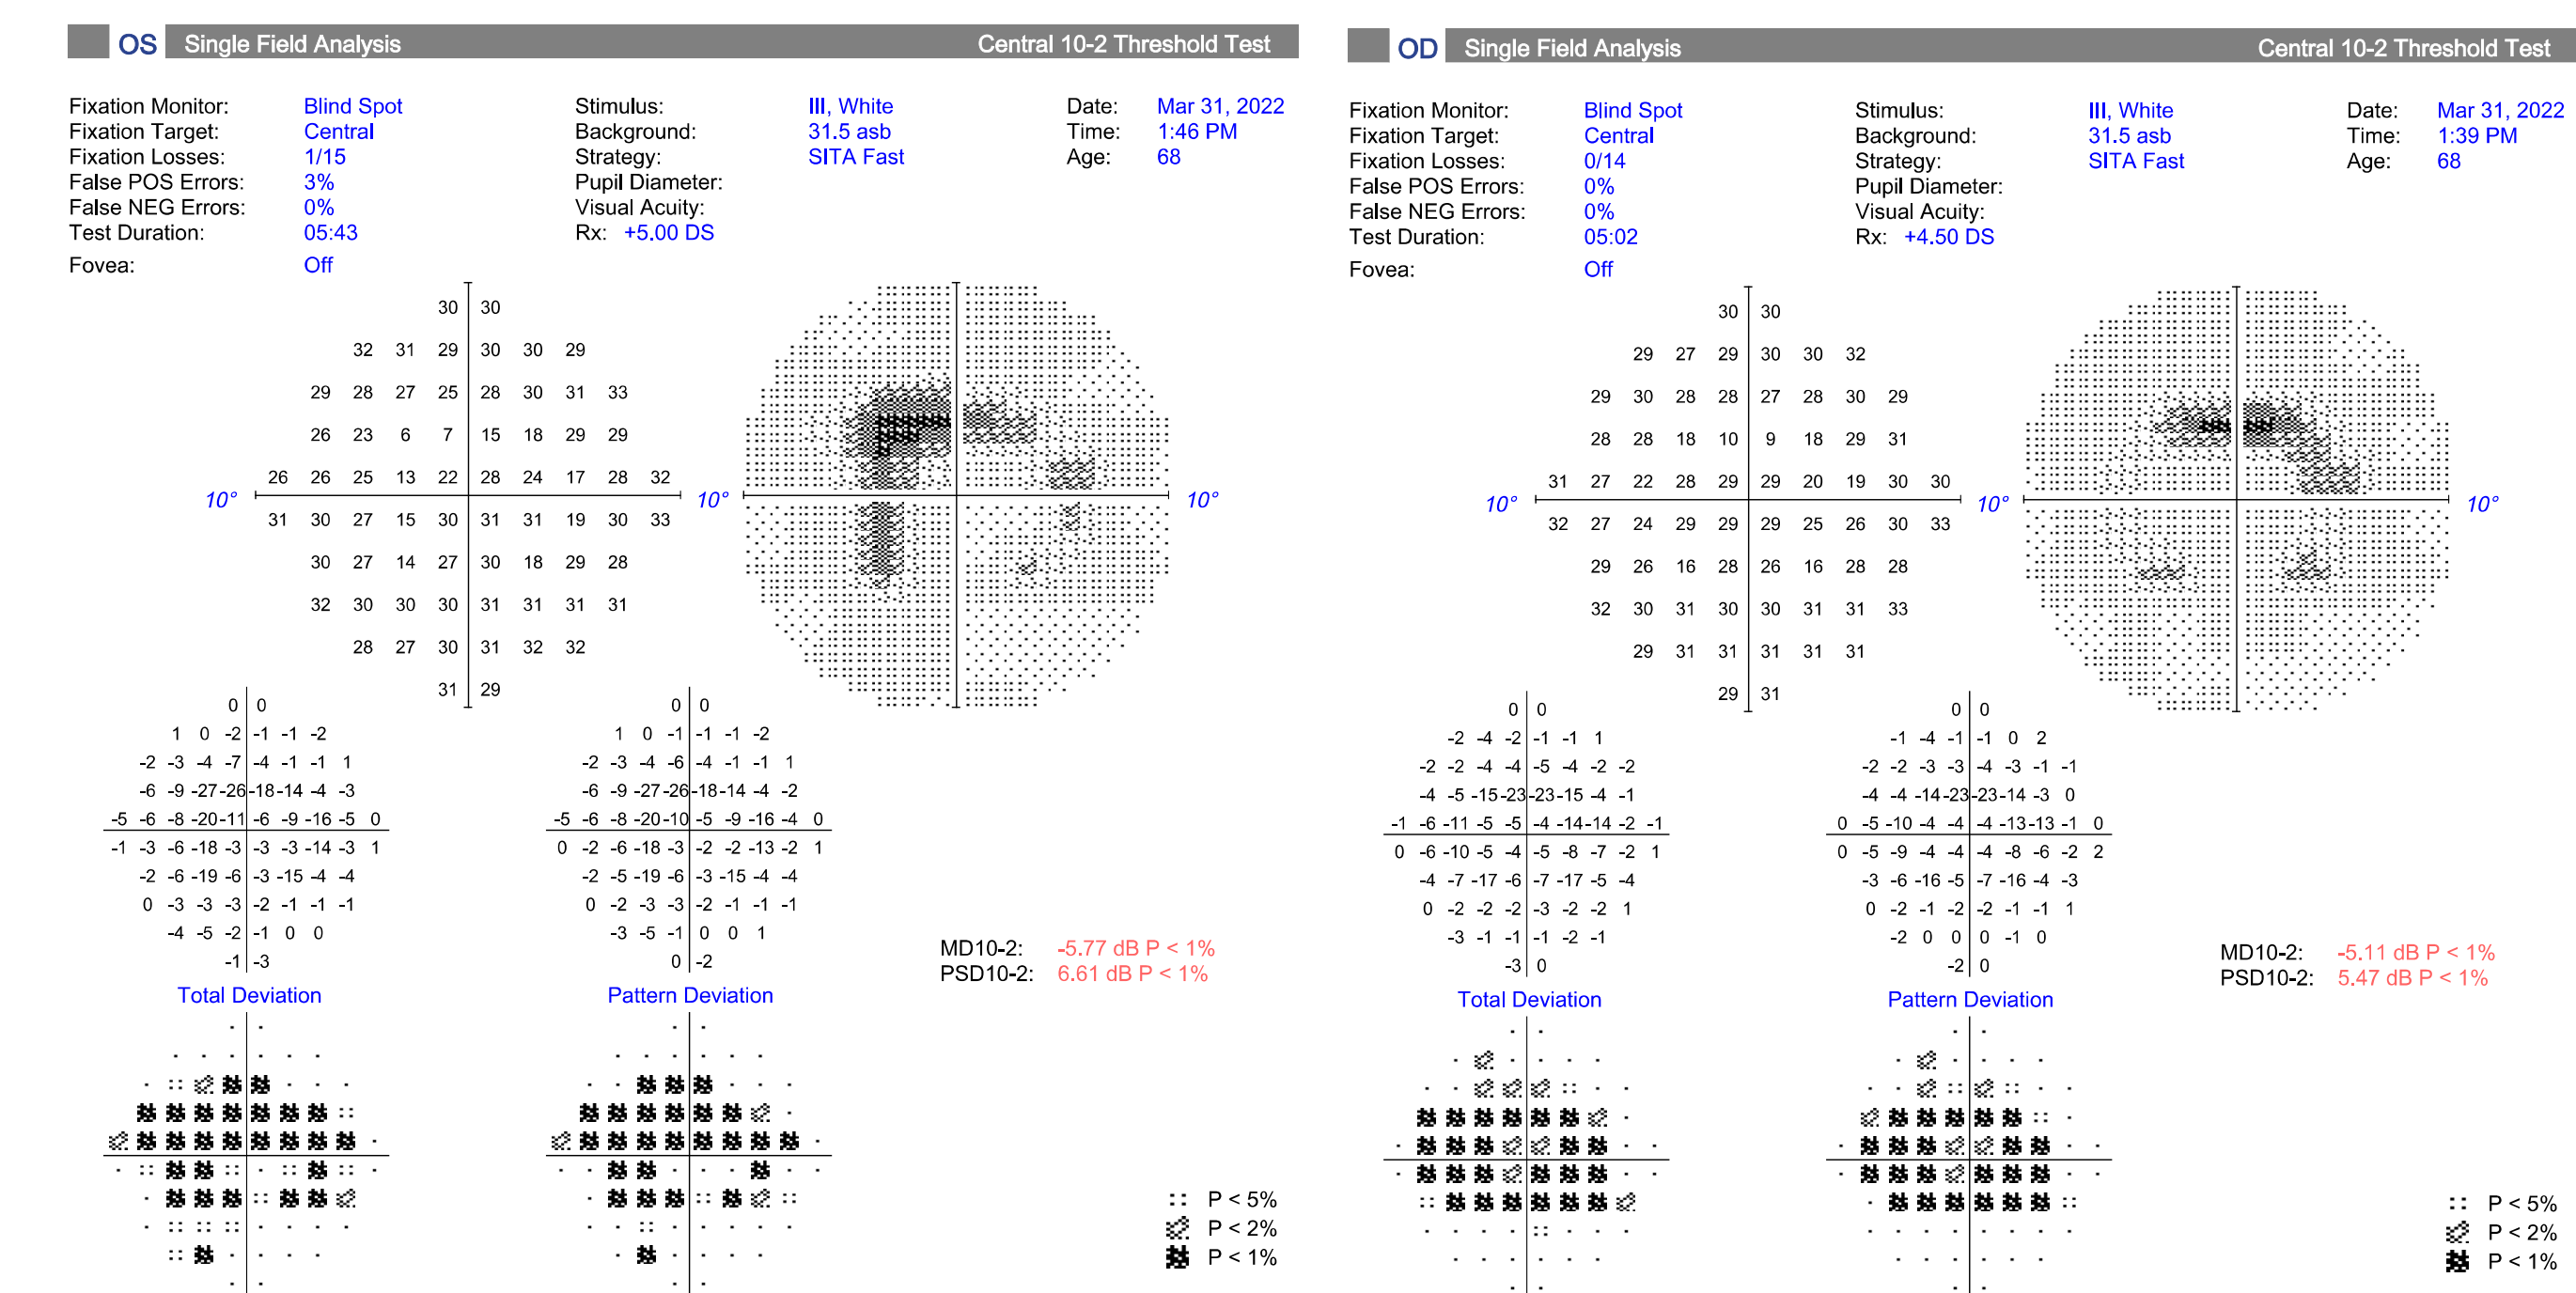 OS Single Field Analysis Central 10-2 Threshold Test
Fixation Monitor: Blind Spot Stimulus: III, White Date: Mar 31, 2022
Fixation Target: Central Background: 31.5 asb Time: 1:46 PM
Fixation Losses: 1/15 Strategy: SITA Fast Age: 68
False POS Errors: 3% Pupil Diameter:
False NEG Errors: 0% Visual Acuity:
Test Duration: 05:43 Rx: +5.00 DS
Fovea: Off
30 30
32 31 29 30 30 29
29 28 27 25 28 30 31 33
26 23 6 7 15 18 29 29
26 26 25 13 22 28 24 17 28 32
10° 10° 10°
31 30 27 15 30 31 31 19 30 33
30 27 14 27 30 18 29 28
32 30 30 30 31 31 31 31
28 27 30 31 32 32
31 29
0 0
1 0 -2 -1 -1 -2
-2 -3 -4 -7 -4 -1 -1 1
-6 -9 -27 -26 -18 -14 -4 -3
-5 -6 -8 -20 -11 -6 -9 -16 -5 0
-1 -3 -6 -18 -3 -3 -3 -14 -3 1
-2 -6 -19 -6 -3 -15 -4 -4
0 -3 -3 -3 -2 -1 -1 -1
-4 -5 -2 -1 0 0
-1 -3
Total Deviation
0 0
1 0 -1 -1 -1 -2
-2 -3 -4 -6 -4 -1 -1 1
-6 -9 -27 -26 -18 -14 -4 -2
-5 -6 -8 -20 -10 -5 -9 -16 -4 0
0 -2 -6 -18 -3 -2 -2 -13 -2 1
-2 -5 -19 -6 -3 -15 -4 -4
0 -2 -3 -3 -2 -1 -1 -1
-3 -5 -1 0 0 1
0 -2
Pattern Deviation
MD10-2: -5.77 dB P < 1%
PSD10-2: 6.61 dB P < 1%
P < 5%
P < 2%
P < 1%
OD Single Field Analysis Central 10-2 Threshold Test
Fixation Monitor: Blind Spot Stimulus: III, White Date: Mar 31, 2022
Fixation Target: Central Background: 31.5 asb Time: 1:39 PM
Fixation Losses: 0/14 Strategy: SITA Fast Age: 68
False POS Errors: 0% Pupil Diameter:
False NEG Errors: 0% Visual Acuity:
Test Duration: 05:02 Rx: +4.50 DS
Fovea: Off
30 30
29 27 29 30 30 32
29 30 28 28 27 28 30 29
28 28 18 10 9 18 29 31
31 27 22 28 29 29 20 19 30 30
10° 10° 10°
32 27 24 29 29 29 25 26 30 33
29 26 16 28 26 16 28 28
32 30 31 30 30 31 31 33
29 31 31 31 31 31
29 31
0 0
-2 -4 -2 -1 -1 1
-2 -2 -4 -4 -5 -4 -2 -2
-4 -5 -15 -23 -23 -15 -4 -1
-1 -6 -11 -5 -5 -4 -14 -14 -2 -1
0 -6 -10 -5 -4 -5 -8 -7 -2 1
-4 -7 -17 -6 -7 -17 -5 -4
0 -2 -2 -2 -3 -2 -2 1
-3 -1 -1 -1 -2 -1
-3 0
Total Deviation
0 0
-1 -4 -1 -1 0 2
-2 -2 -3 -3 -4 -3 -1 -1
-4 -4 -14 -23 -23 -14 -3 0
0 -5 -10 -4 -4 -4 -13 -13 -1 0
0 -5 -9 -4 -4 -4 -8 -6 -2 2
-3 -6 -16 -5 -7 -16 -4 -3
0 -2 -1 -2 -2 -1 -1 1
-2 0 0 0 -1 0
-2 0
Pattern Deviation
MD10-2: -5.11 dB P < 1%
PSD10-2: 5.47 dB P < 1%
P < 5%
P < 2%
P < 1%